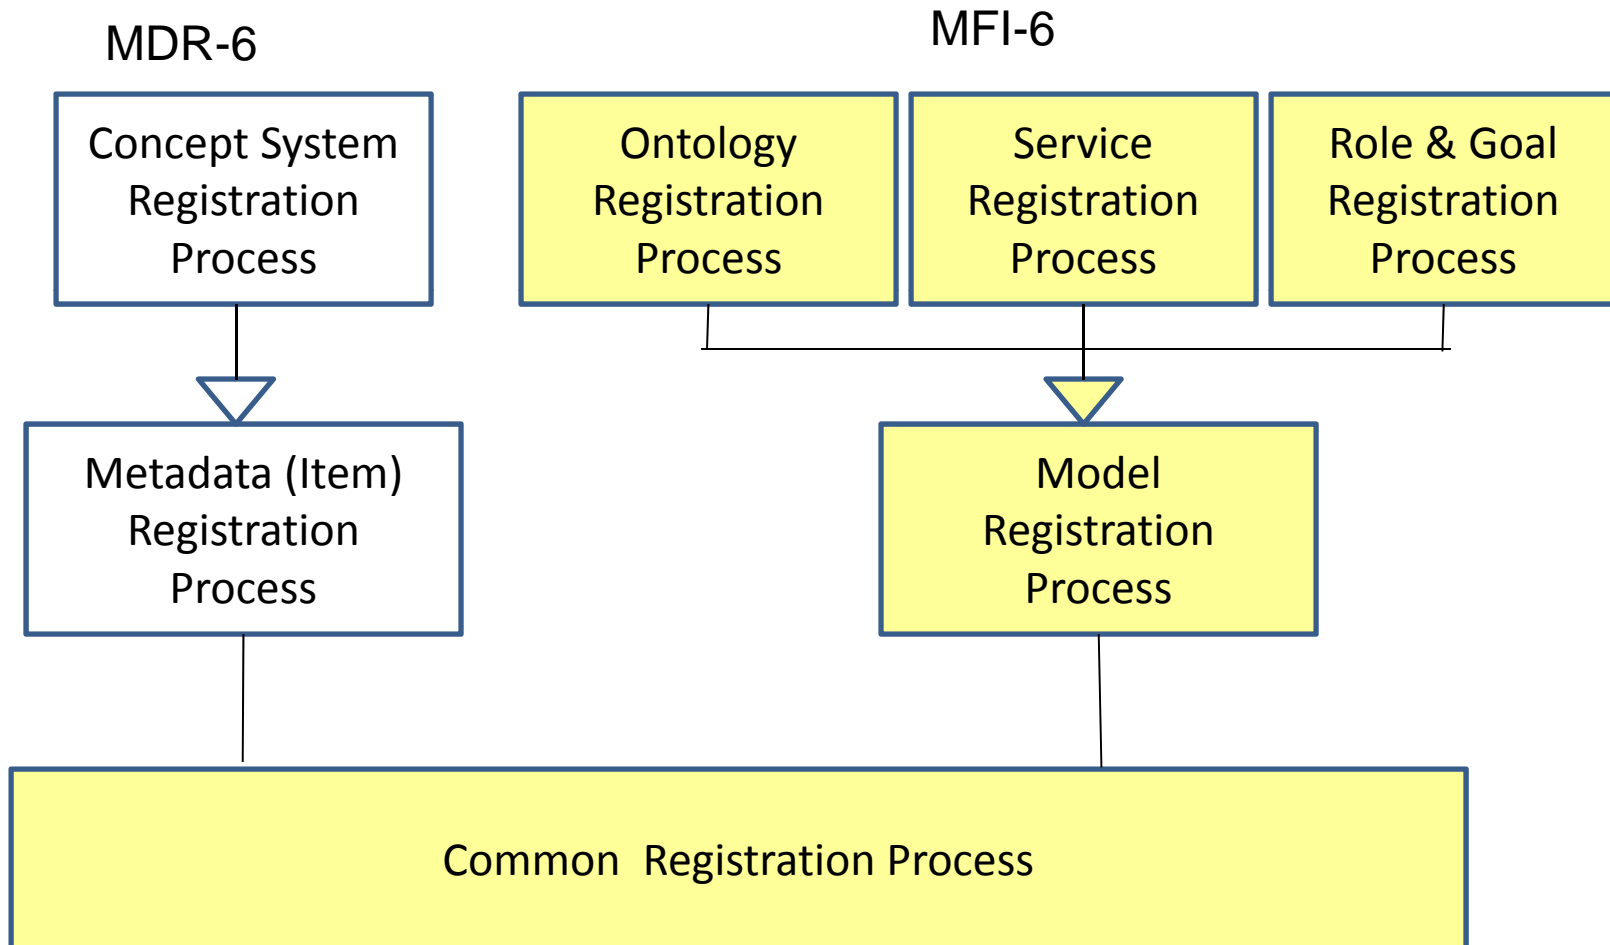 MDR-6
MFI-6
Concept System
Registration
Process
Ontology
Registration
Process
Service
Registration
Process
Role & Goal
Registration
Process
Metadata (Item)
Registration
Process
Model
Registration
Process
Common  Registration Process